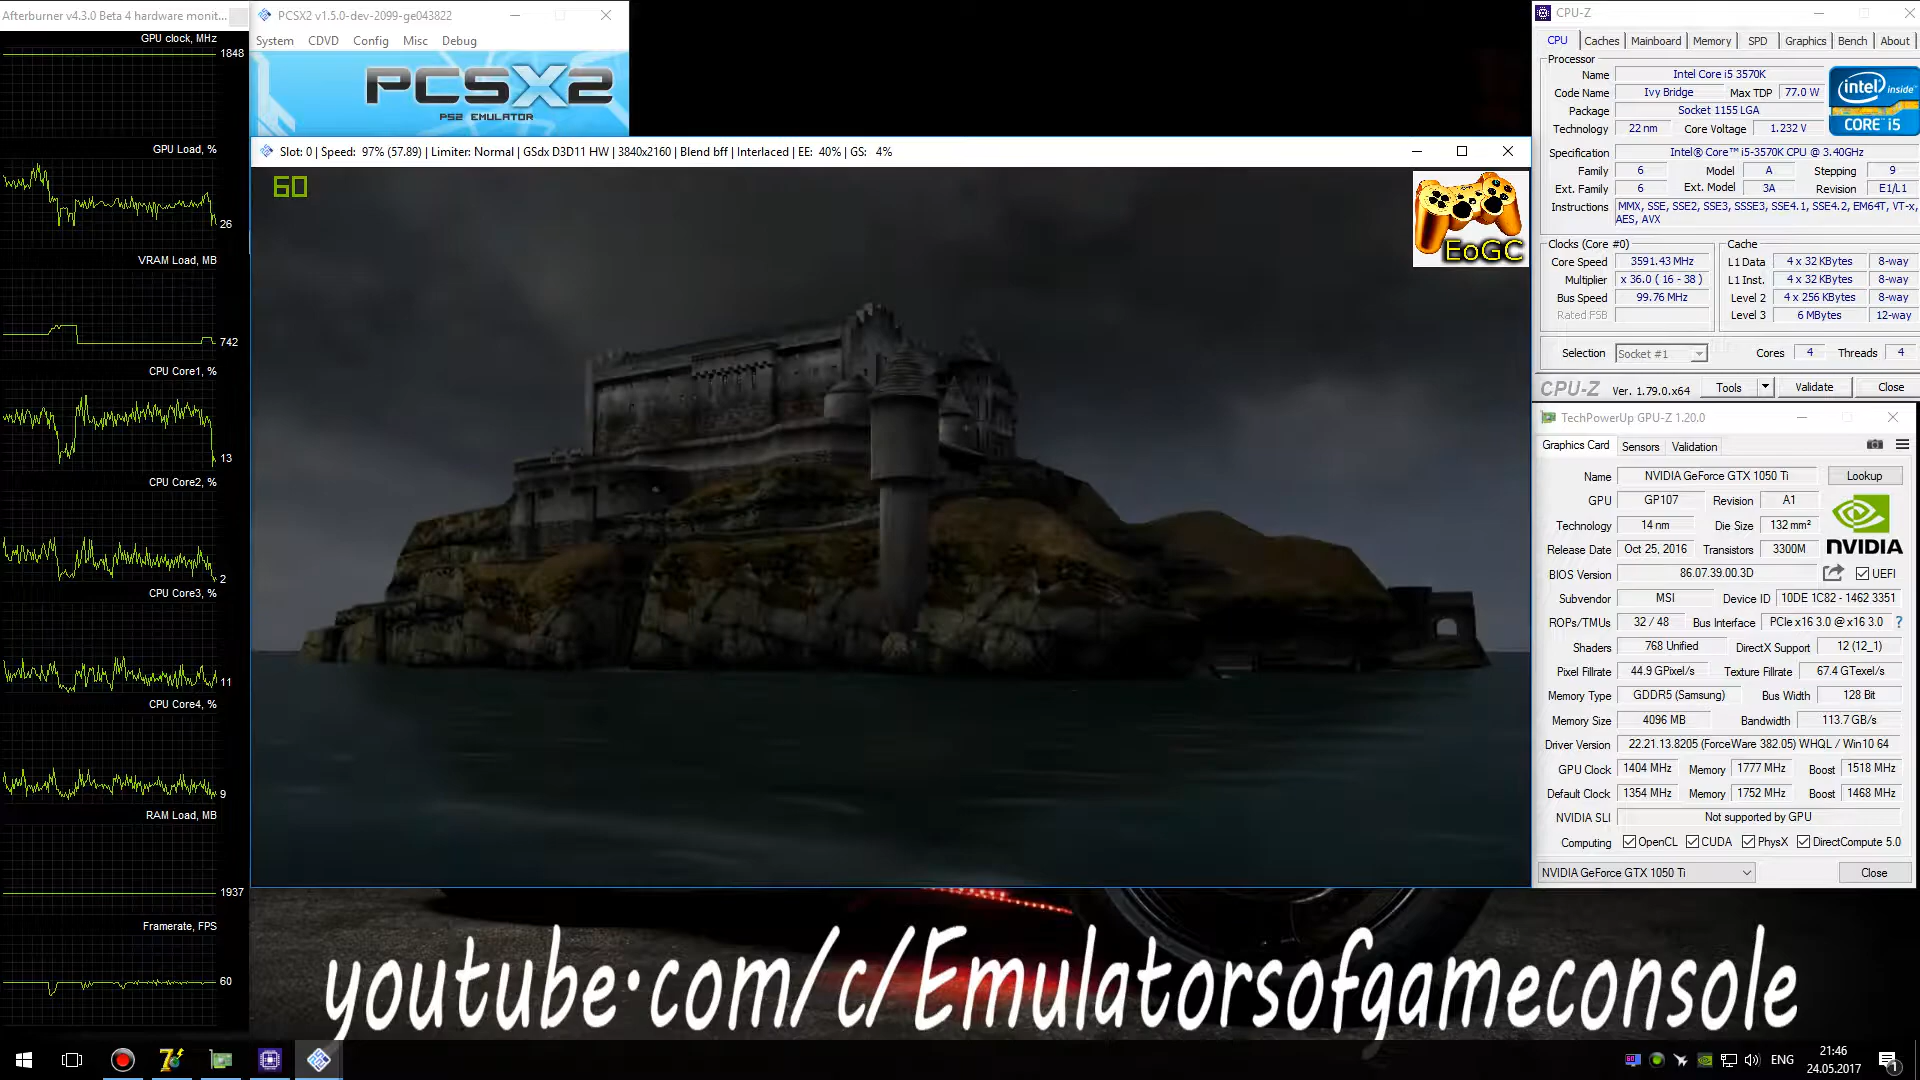 Afterburner v4.3.0 Beta 4 hardware monit...
GPU clock, MHz
1848
GPU Load, %
26
VRAM Load, MB
742
CPU Core1, %
13
CPU Core2, %
2
CPU Core3, %
11
CPU Core4, %
9
RAM Load, MB
1937
Framerate, FPS
60
PCSX2 v1.5.0-dev-2099-ge043822
System CDVD Config Misc Debug
PCSX2
PS2 EMULATOR
Slot: 0 | Speed: 97% (57.89) | Limiter: Normal | GSdx D3D11 HW | 3840x2160 | Blend bff | Interlaced | EE: 40% | GS: 4%
60
EoGC
CPU-Z
CPU Caches Mainboard Memory SPD Graphics Bench About
Processor
Name Intel Core i5 3570K
Code Name Ivy Bridge Max TDP 77.0 W
Package Socket 1155 LGA
Technology 22 nm Core Voltage 1.232 V
intel inside
CORE i5
Specification Intel® Core™ i5-3570K CPU @ 3.40GHz
Family 6 Model A Stepping 9
Ext. Family 6 Ext. Model 3A Revision E1/L1
Instructions MMX, SSE, SSE2, SSE3, SSSE3, SSE4.1, SSE4.2, EM64T, VT-x,
AES, AVX
Clocks (Core #0) Cache
Core Speed 3591.43 MHz L1 Data 4 x 32 KBytes 8-way
Multiplier x 36.0 ( 16 - 38 ) L1 Inst. 4 x 32 KBytes 8-way
Bus Speed 99.76 MHz Level 2 4 x 256 KBytes 8-way
Rated FSB Level 3 6 MBytes 12-way
Selection Socket #1 Cores 4 Threads 4
CPU-Z Ver. 1.79.0.x64 Tools Validate Close
TechPowerUp GPU-Z 1.20.0
Graphics Card Sensors Validation
Name NVIDIA GeForce GTX 1050 Ti Lookup
GPU GP107 Revision A1
Technology 14 nm Die Size 132 mm²
Release Date Oct 25, 2016 Transistors 3300M
NVIDIA
BIOS Version 86.07.39.00.3D UEFI
Subvendor MSI Device ID 10DE 1C82 - 1462 3351
ROPs/TMUs 32 / 48 Bus Interface PCIe x16 3.0 @ x16 3.0 ?
Shaders 768 Unified DirectX Support 12 (12_1)
Pixel Fillrate 44.9 GPixel/s Texture Fillrate 67.4 GTexel/s
Memory Type GDDR5 (Samsung) Bus Width 128 Bit
Memory Size 4096 MB Bandwidth 113.7 GB/s
Driver Version 22.21.13.8205 (ForceWare 382.05) WHQL / Win10 64
GPU Clock 1404 MHz Memory 1777 MHz Boost 1518 MHz
Default Clock 1354 MHz Memory 1752 MHz Boost 1468 MHz
NVIDIA SLI Not supported by GPU
Computing OpenCL CUDA PhysX DirectCompute 5.0
NVIDIA GeForce GTX 1050 Ti Close
youtube.com/c/Emulatorsofgameconsole
ENG
21:46
24.05.2017
1